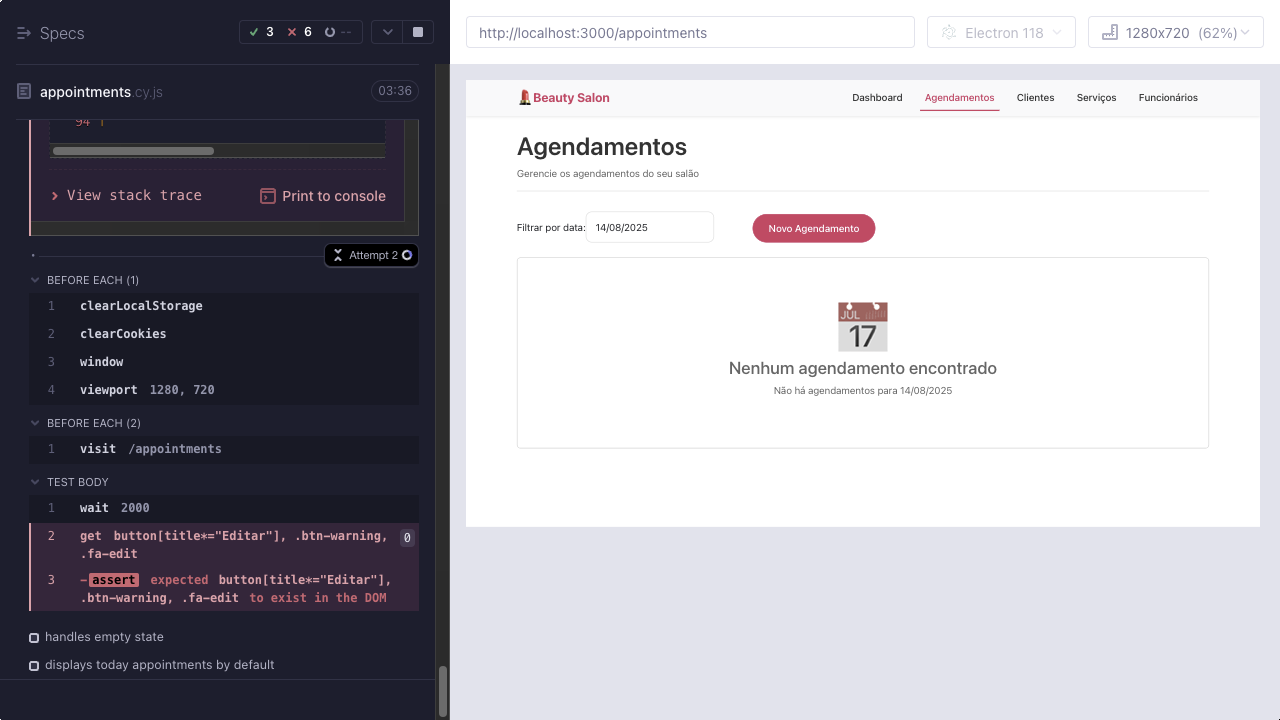 Specs
3 6 --
appointments.cy.js
03:36
94 |
View stack trace
Print to console
Attempt 2
BEFORE EACH (1)
1 clearLocalStorage
2 clearCookies
3 window
4 viewport 1280, 720
BEFORE EACH (2)
1 visit /appointments
TEST BODY
1 wait 2000
2 get button[title*="Editar"], .btn-warning, 0
.fa-edit
3 -assert expected button[title*="Editar"],
.btn-warning, .fa-edit to exist in the DOM
handles empty state
displays today appointments by default
http://localhost:3000/appointments
Electron 118
1280x720 (62%)
Beauty Salon
Dashboard
Agendamentos
Clientes
Serviços
Funcionários
Agendamentos
Gerencie os agendamentos do seu salão
Filtrar por data: 14/08/2025
Novo Agendamento
JUL
17
Nenhum agendamento encontrado
Não há agendamentos para 14/08/2025